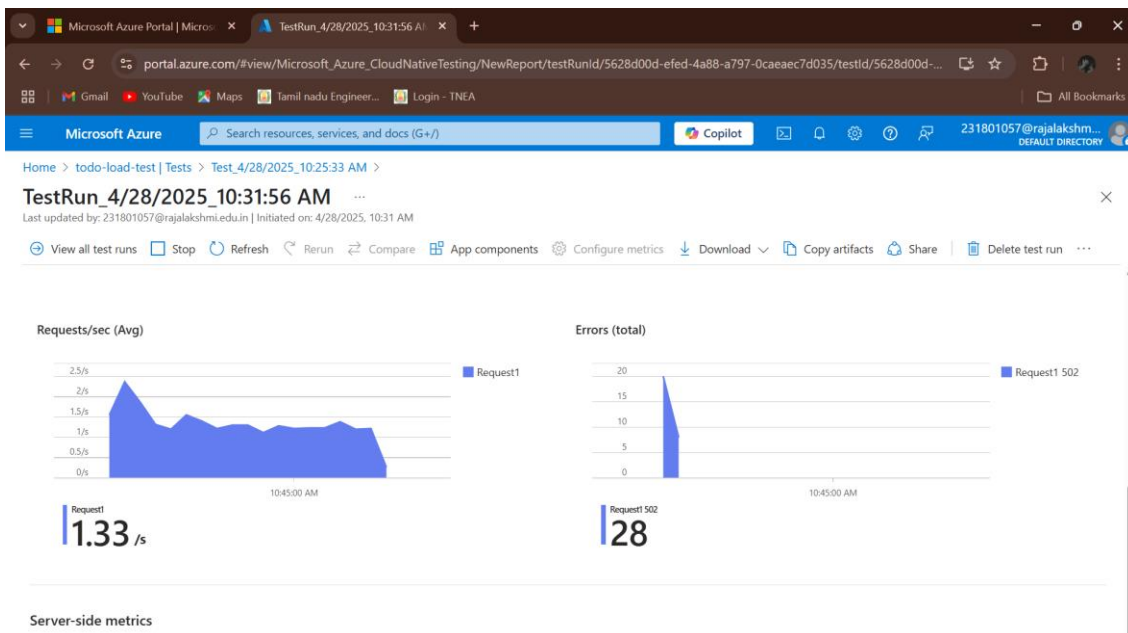 Microsoft Azure Portal | Micros
TestRun_4/28/2025_10:31:56 AM
portal.azure.com/#view/Microsoft_Azure_CloudNativeTesting/NewReport/testRunId/5628d00d-efed-4a88-a797-0caeaec7d035/testId/5628d00d-...
Gmail YouTube Maps Tamil nadu Engineer... Login - TNEA All Bookmarks
Microsoft Azure
Search resources, services, and docs (G+/)
Copilot
231801057@rajalakshm...
DEFAULT DIRECTORY
Home > todo-load-test | Tests > Test_4/28/2025_10:25:33 AM >
TestRun_4/28/2025_10:31:56 AM ...
Last updated by: 231801057@rajalakshmi.edu.in | Initiated on: 4/28/2025, 10:31 AM
View all test runs Stop Refresh Rerun Compare App components Configure metrics Download Copy artifacts Share Delete test run ...
Requests/sec (Avg)
2.5/s
2/s
1.5/s
1/s
0.5/s
0/s
10:45:00 AM
Request1
Request1
1.33 /s
Errors (total)
20
15
10
5
0
10:45:00 AM
Request1 502
Request1 502
28
Server-side metrics